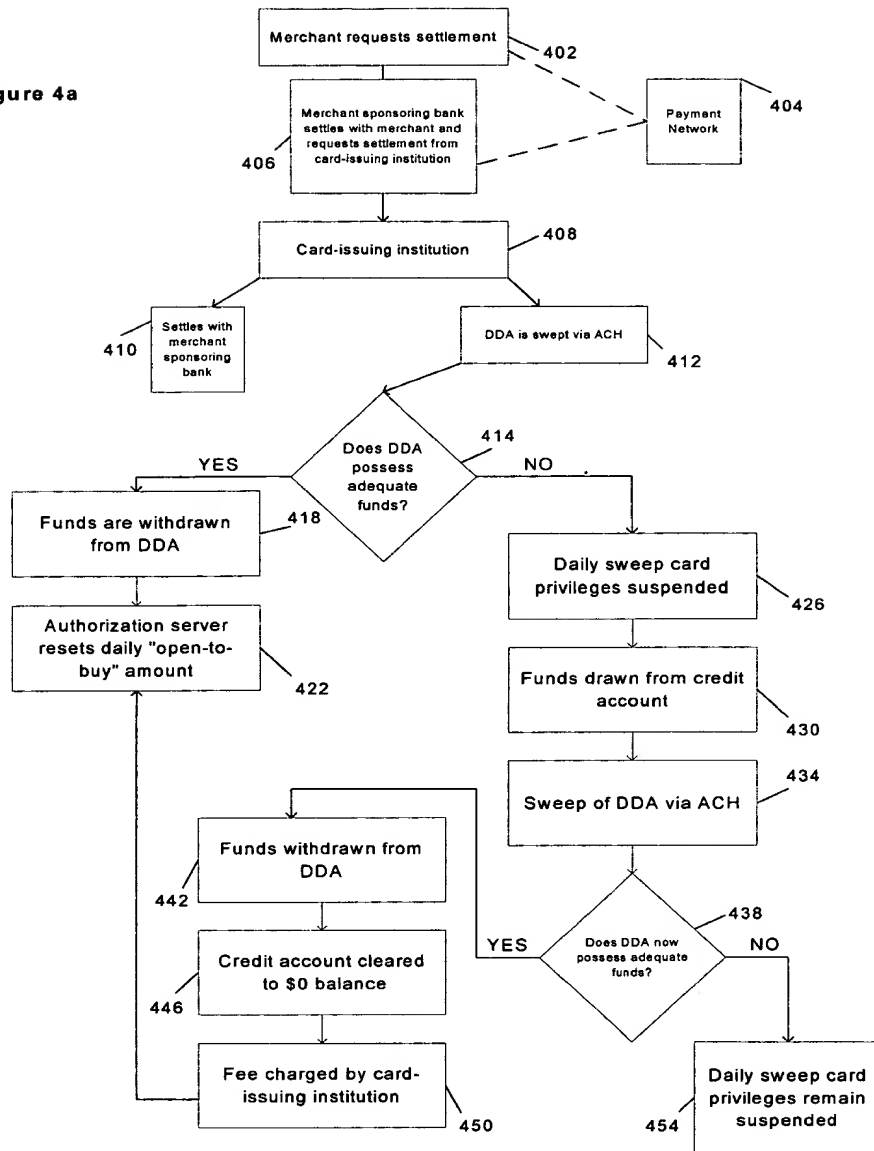 Merchant requests settlement
402
gure 4a
404
Merchant sponsoring bank
settles with merchant and
requests settlement from
card-issuing institution
Payment
Network
406
408
Card-issuing institution
410
Settles with
merchant
sponsoring
bank
DDA is swept via ACH
412
414
Does DDA
possess
adequate
funds?
YES
NO
Funds are withdrawn
from DDA
418
Daily sweep card
privileges suspended
426
Authorization server
resets daily "open-to-
buy" amount
422
Funds drawn from credit
account
430
434
Sweep of DDA via ACH
Funds withdrawn from
DDA
442
438
Does DDA now
possess adequate
funds?
YES
NO
Credit account cleared
to $0 balance
446
Fee charged by card-
issuing institution
450
Daily sweep card
privileges remain
suspended
454